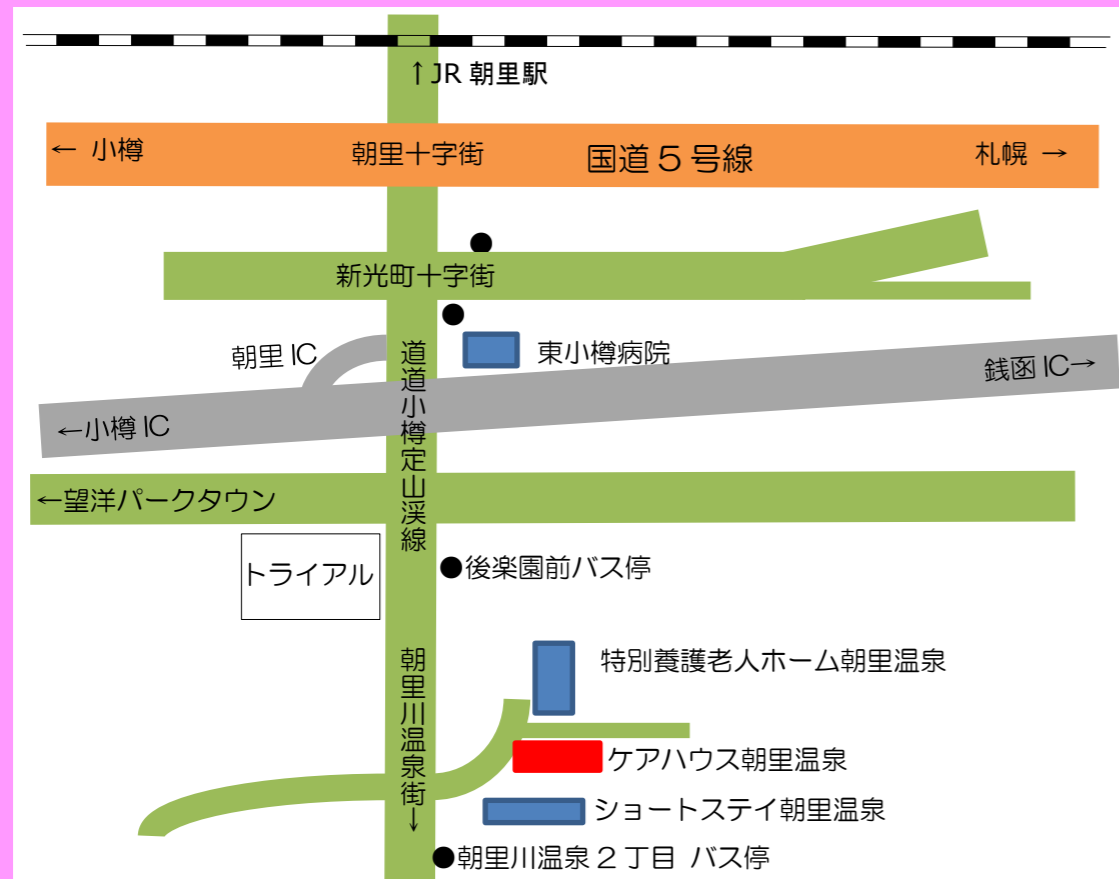 ↑JR 朝里駅
← 小樽
朝里十字街
国道5号線
札幌 →
新光町十字街
朝里 IC
道道小樽定山渓線
東小樽病院
銭函 IC→
←小樽 IC
←望洋パークタウン
トライアル
●後楽園前バス停
朝里川温泉街↓
特別養護老人ホーム朝里温泉
ケアハウス朝里温泉
ショートステイ朝里温泉
●朝里川温泉2丁目 バス停